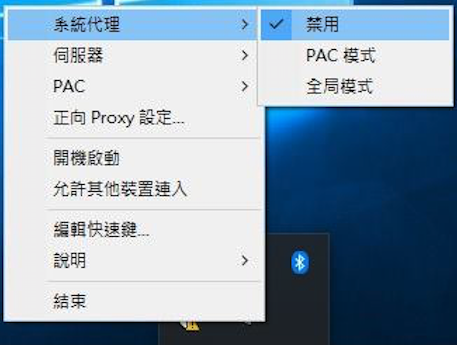 系統代理
伺服器
PAC
正向 Proxy 設定...
開機啟動
允許其他裝置連入
編輯快速鍵...
說明
結束
禁用
PAC 模式
全局模式